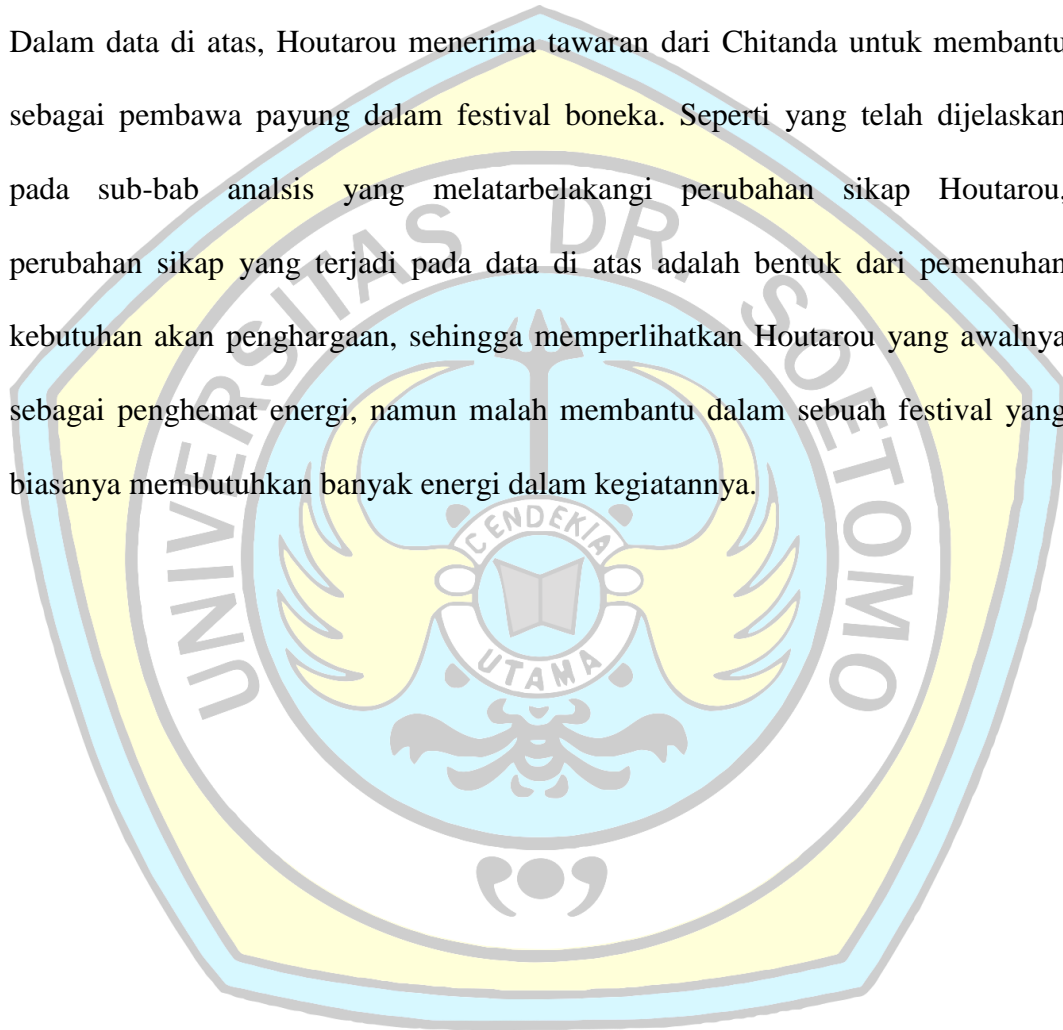 Dalam data di atas, Houtarou menerima tawaran dari Chitanda untuk membantu
sebagai pembawa payung dalam festival boneka. Seperti yang telah dijelaskan
pada sub-bab analsis yang melatarbelakangi perubahan sikap Houtarou,
perubahan sikap yang terjadi pada data di atas adalah bentuk dari pemenuhan
kebutuhan akan penghargaan, sehingga memperlihatkan Houtarou yang awalnya
sebagai penghemat energi, namun malah membantu dalam sebuah festival yang
biasanya membutuhkan banyak energi dalam kegiatannya.
UNIVERSITAS DR. SOETOMO
CENDEKIA
UTAMA